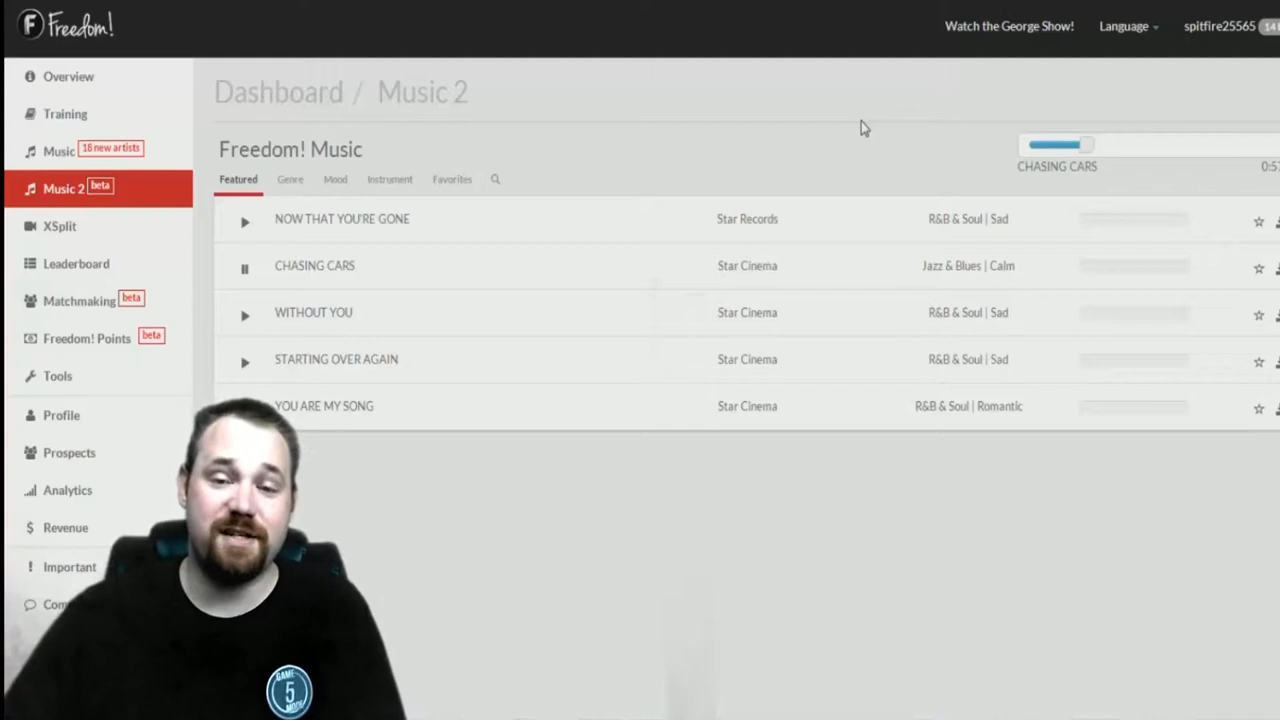 F Freedom!
Watch the George Show!
Language
spitfire25565
Overview
Training
Music 18 new artists
Music 2 beta
XSplit
Leaderboard
Matchmaking beta
Freedom! Points beta
Tools
Profile
Prospects
Analytics
$ Revenue
Important
Dashboard / Music 2
Freedom! Music
CHASING CARS
Featured Genre Mood Instrument Favorites
NOW THAT YOU'RE GONE Star Records R&B & Soul | Sad
CHASING CARS Star Cinema Jazz & Blues | Calm
WITHOUT YOU Star Cinema R&B & Soul | Sad
STARTING OVER AGAIN Star Cinema R&B & Soul | Sad
YOU ARE MY SONG Star Cinema R&B & Soul | Romantic
GAME
5
MODE